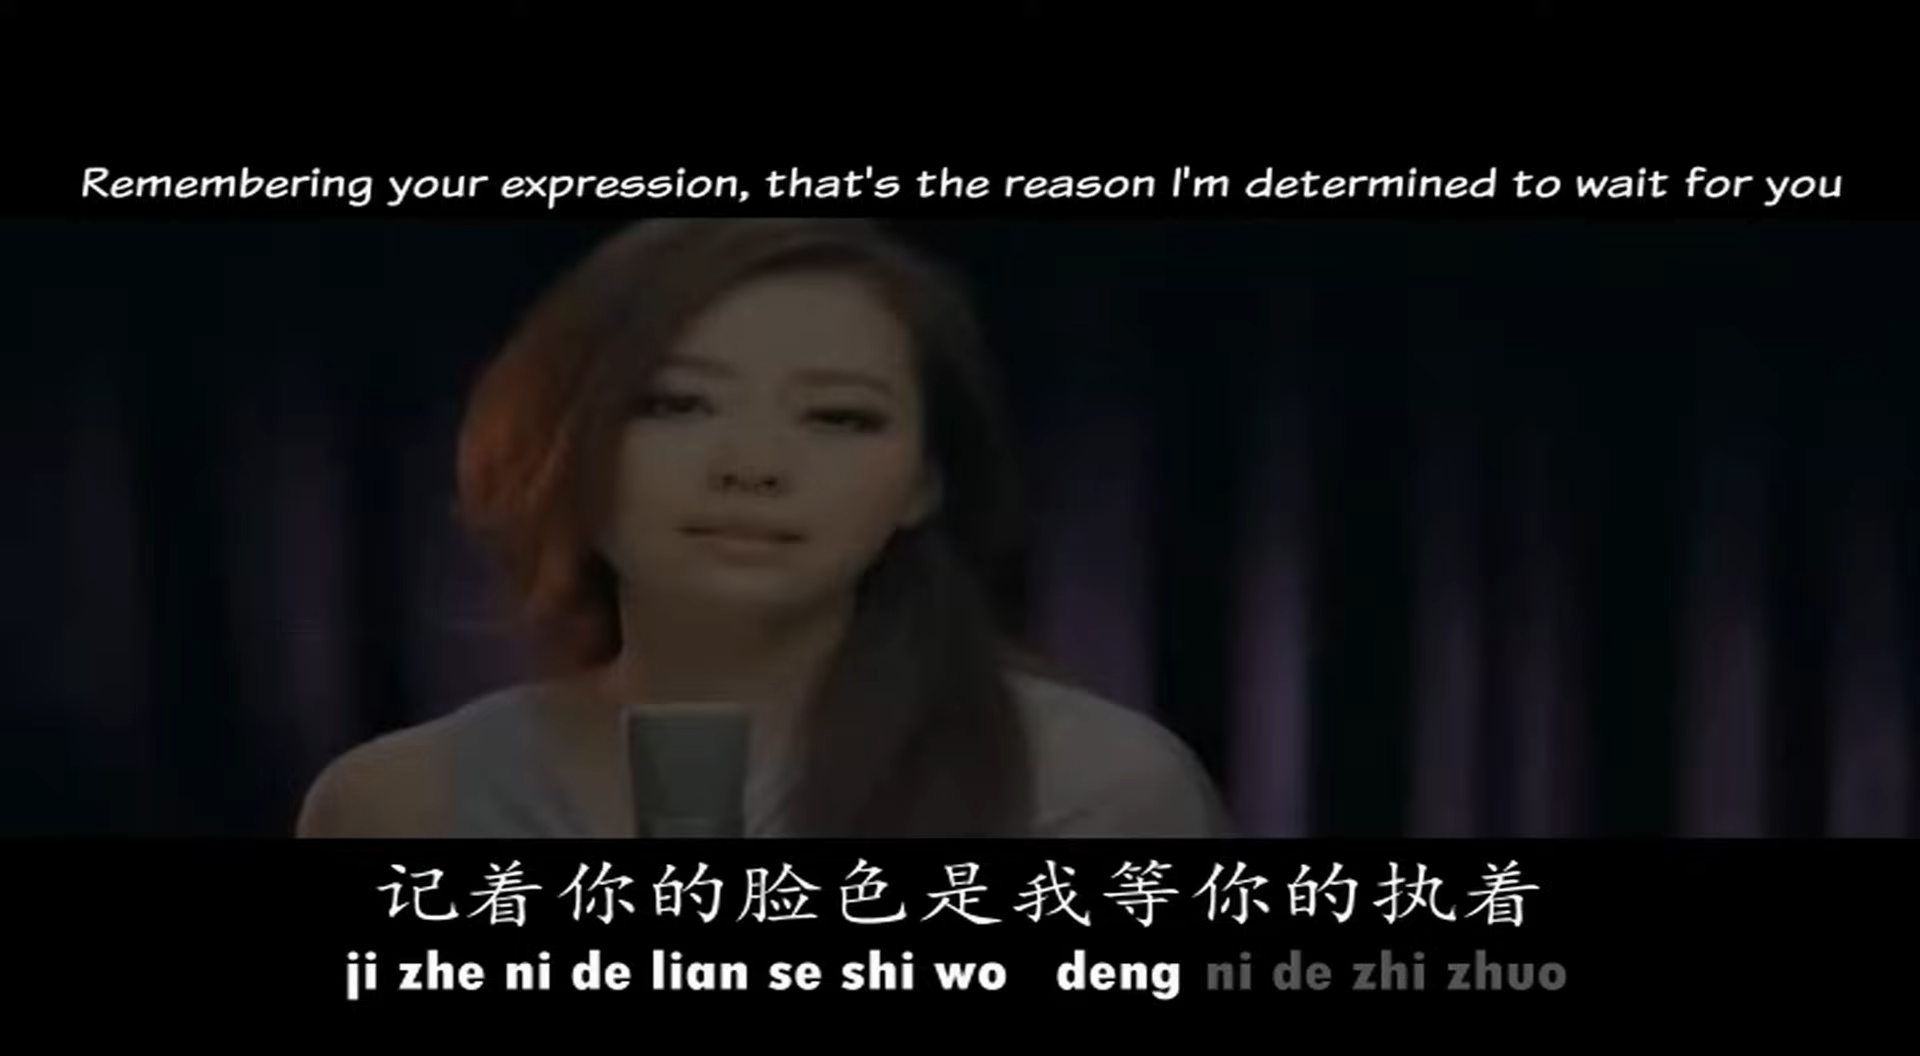 Remembering your expression, that's the reason I'm determined to wait for you
记着你的脸色是我等你的执着
ji zhe ni de lian se shi wo deng ni de zhi zhuo